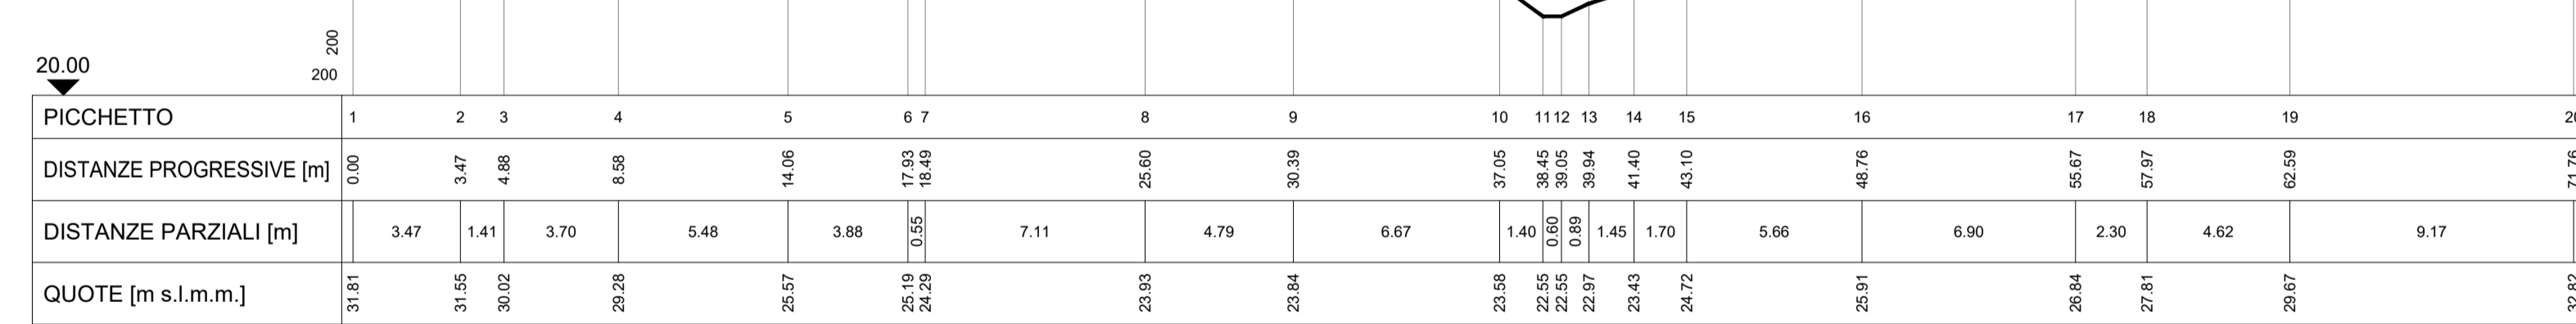 200
20.00
200
PICCHETTO 1 2 3 4 5 6 7 8 9 10 11 12 13 14 15 16 17 18 19
DISTANZE PROGRESSIVE [m] 0.00 3.47 4.88 8.58 14.06 17.93 18.49 25.60 30.39 37.05 38.45 39.05 39.94 41.40 43.10 48.76 55.67 57.97 62.59 71.76
DISTANZE PARZIALI [m] 3.47 1.41 3.70 5.48 3.88 0.55 7.11 4.79 6.67 1.40 0.60 0.89 1.45 1.70 5.66 6.90 2.30 4.62 9.17
QUOTE [m s.l.m.m.] 31.81 31.55 30.02 29.28 25.57 25.19 24.29 23.93 23.84 23.58 22.55 22.55 22.97 23.43 24.72 25.91 26.84 27.81 29.67